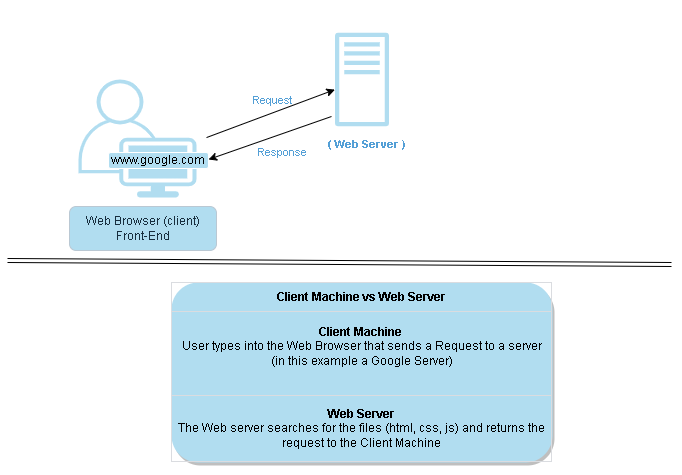 Request
www.google.com
Response
( Web Server )
Web Browser (client)
Front-End
Client Machine vs Web Server
Client Machine
User types into the Web Browser that sends a Request to a server
(in this example a Google Server)
Web Server
The Web server searches for the files (html, css, js) and returns the
request to the Client Machine